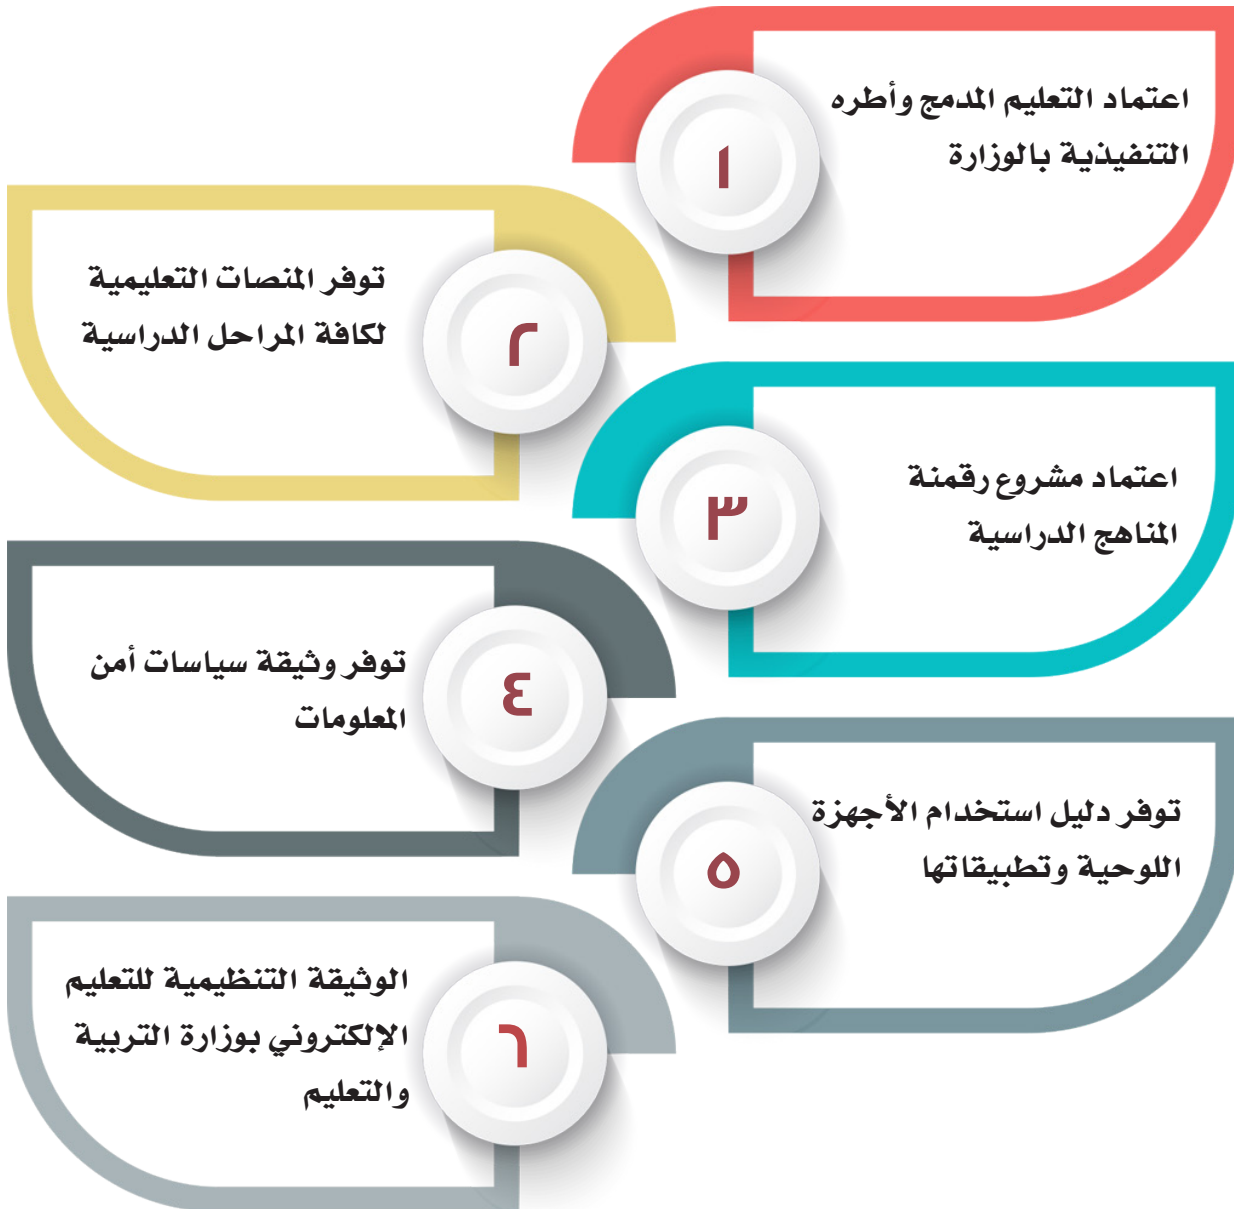 ١
اعتماد التعليم المدمج وأطره
التنفيذية بالوزارة
٢
توفر المنصات التعليمية
لكافة المراحل الدراسية
٣
اعتماد مشروع رقمنة
المناهج الدراسية
٤
توفر وثيقة سياسات أمن
المعلومات
٥
توفر دليل استخدام الأجهزة
اللوحية وتطبيقاتها
٦
الوثيقة التنظيمية للتعليم
الإلكتروني بوزارة التربية
والتعليم